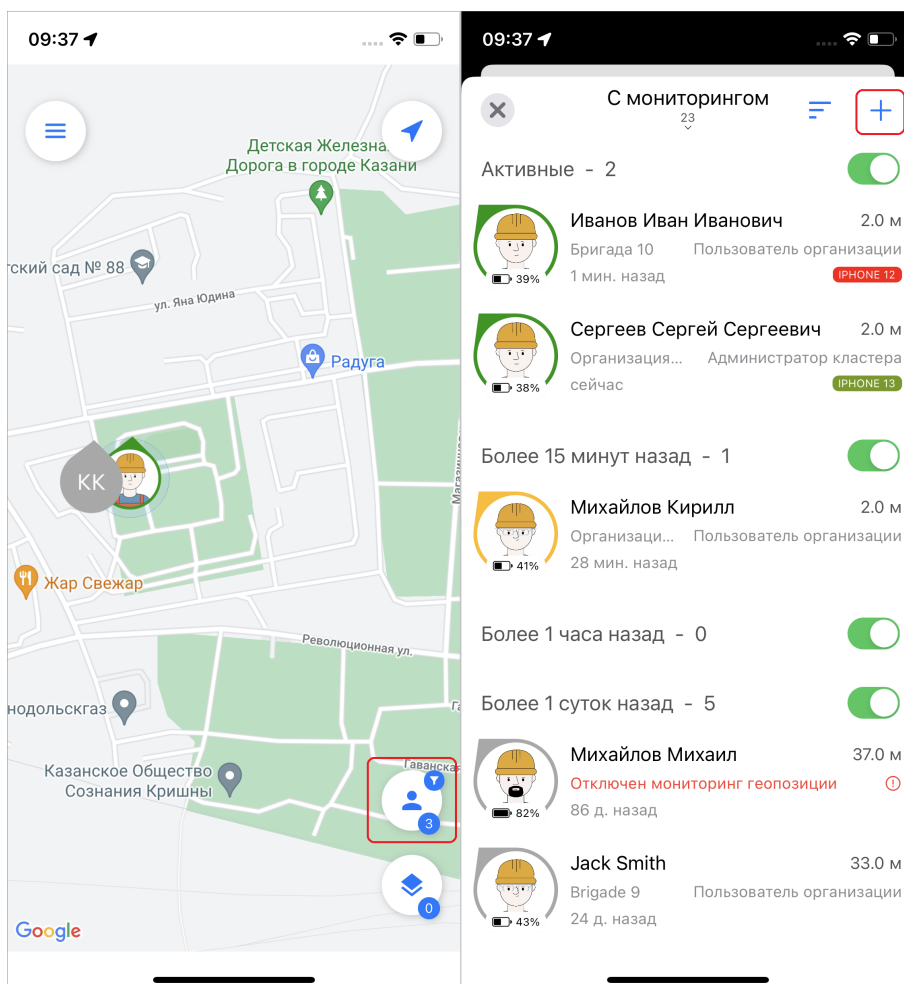 09:37
Детская Железна
Дорога в городе Казани
тский сад № 88
ул. Яна Юдина
Радуга
Магазинная
КК
Жар Свежар
Революционная ул.
нодольскгаз
Гаванская
Казанское Общество
Сознания Кришны
3
0
Google
09:37
С мониторингом
23
Активные - 2
Иванов Иван Иванович 2.0 м
Бригада 10 Пользователь организации
39% 1 мин. назад IPHONE 12
Сергеев Сергей Сергеевич 2.0 м
Организация... Администратор кластера
38% сейчас IPHONE 13
Более 15 минут назад - 1
Михайлов Кирилл 2.0 м
Организаци... Пользователь организации
41% 28 мин. назад
Более 1 часа назад - 0
Более 1 суток назад - 5
Михайлов Михаил 37.0 м
Отключен мониторинг геопозиции
82% 86 д. назад
Jack Smith 33.0 м
Brigade 9 Пользователь организации
43% 24 д. назад